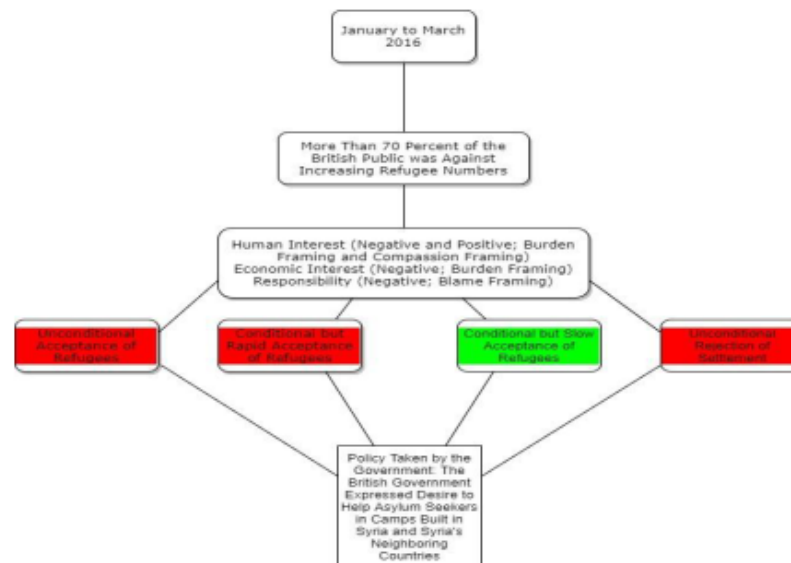 January to March
2016
More Than 70 Percent of the
British Public was Against
Increasing Refugee Numbers
Human Interest (Negative and Positive; Burden
Framing and Compassion Framing)
Economic Interest (Negative; Burden Framing)
Responsibility (Negative; Blame Framing)
Unconditional
Acceptance of
Refugees
Conditional but
Rapid Acceptance
of Refugees
Conditional but Slow
Acceptance of
Refugees
Unconditional
Rejection of
Settlement
Policy Taken by the
Government: The
British Government
Expressed Desire to
Help Asylum Seekers
in Camps Built in
Syria and Syria's
Neighboring
Countries